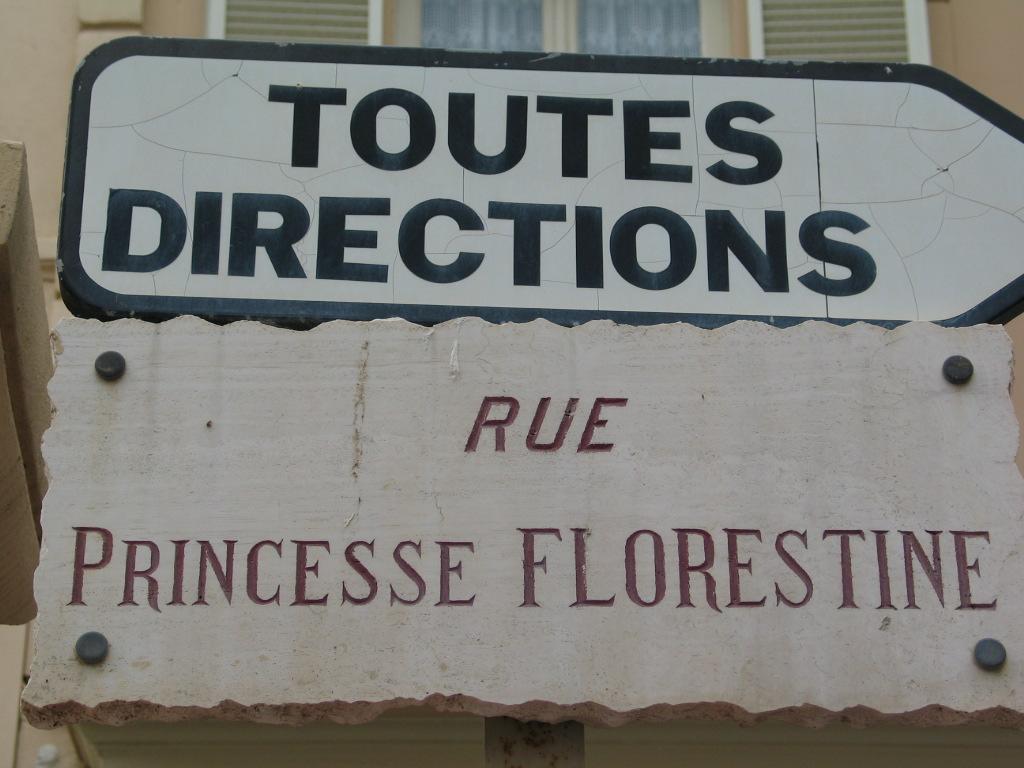 TOUTES
DIRECTIONS
RUE
PRINCESSE FLORESTINE